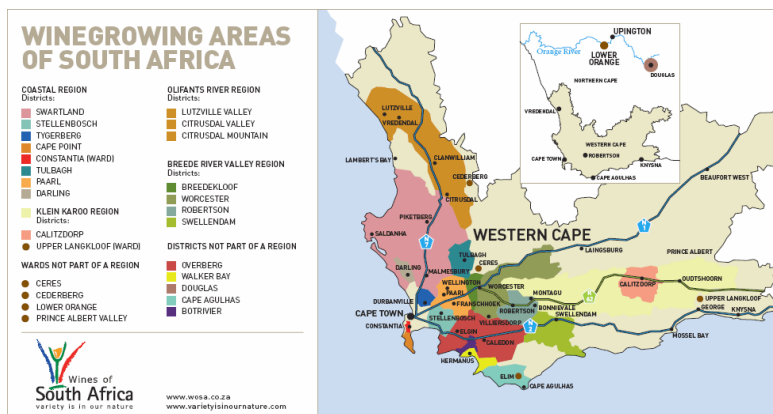 WINEGROWING AREAS
OF SOUTH AFRICA
COASTAL REGION
Districts:
SWARTLAND
STELLENBOSCH
TYGERBERG
CAPE POINT
CONSTANTIA (WARD)
TULBAGH
PAARL
DARLING
KLEIN KAROO REGION
Districts:
CALITZDORP
UPPER LANGKLOOF (WARD)
WARDS NOT PART OF A REGION
CERES
CEDERBERG
LOWER ORANGE
PRINCE ALBERT VALLEY
OLIFANTS RIVER REGION
Districts:
LUTZVILLE VALLEY
CITRUSDAL VALLEY
CITRUSDAL MOUNTAIN
BREEDE RIVER VALLEY REGION
Districts:
BREEDEKLOOF
WORCESTER
ROBERTSON
SWELLENDAM
DISTRICTS NOT PART OF A REGION
OVERBERG
WALKER BAY
DOUGLAS
CAPE AGULHAS
BOTRIVIER
Wines of
South Africa
variety is in our nature
www.wosa.co.za
www.varietyisinournature.com
UPINGTON
Orange River
LOWER
ORANGE
DOUGLAS
NORTHERN CAPE
VREDENDAL
WESTERN CAPE
CAPE TOWN
ROBERTSON
KNYSNA
CAPE AGULHAS
LUTZVILLE
VREDENDAL
LAMBERT'S BAY
CLANWILLIAM
CEDERBERG
CITRUSDAL
BEAUFORT WEST
PIKETBERG
SALDANHA
N
7
WESTERN CAPE
N
1
LAINGSBURG
PRINCE ALBERT
TULBAGH
CERES
DARLING
MALMESBURY
WELLINGTON
PAARL
WORCESTER
MONTAGU
CALITZDORP
OUDTSHOORN
DURBANVILLE
FRANSCHHOEK
ROBERTSON
BONNIEVALE
UPPER LANGKLOOF
GEORGE
KNYSNA
CAPE TOWN
STELLENBOSCH
VILLIERSDORP
SWELLENDAM
CONSTANTIA
ELGIN
N
2
CALEDON
MOSSEL BAY
HERMANUS
ELIM
CAPE AGULHAS